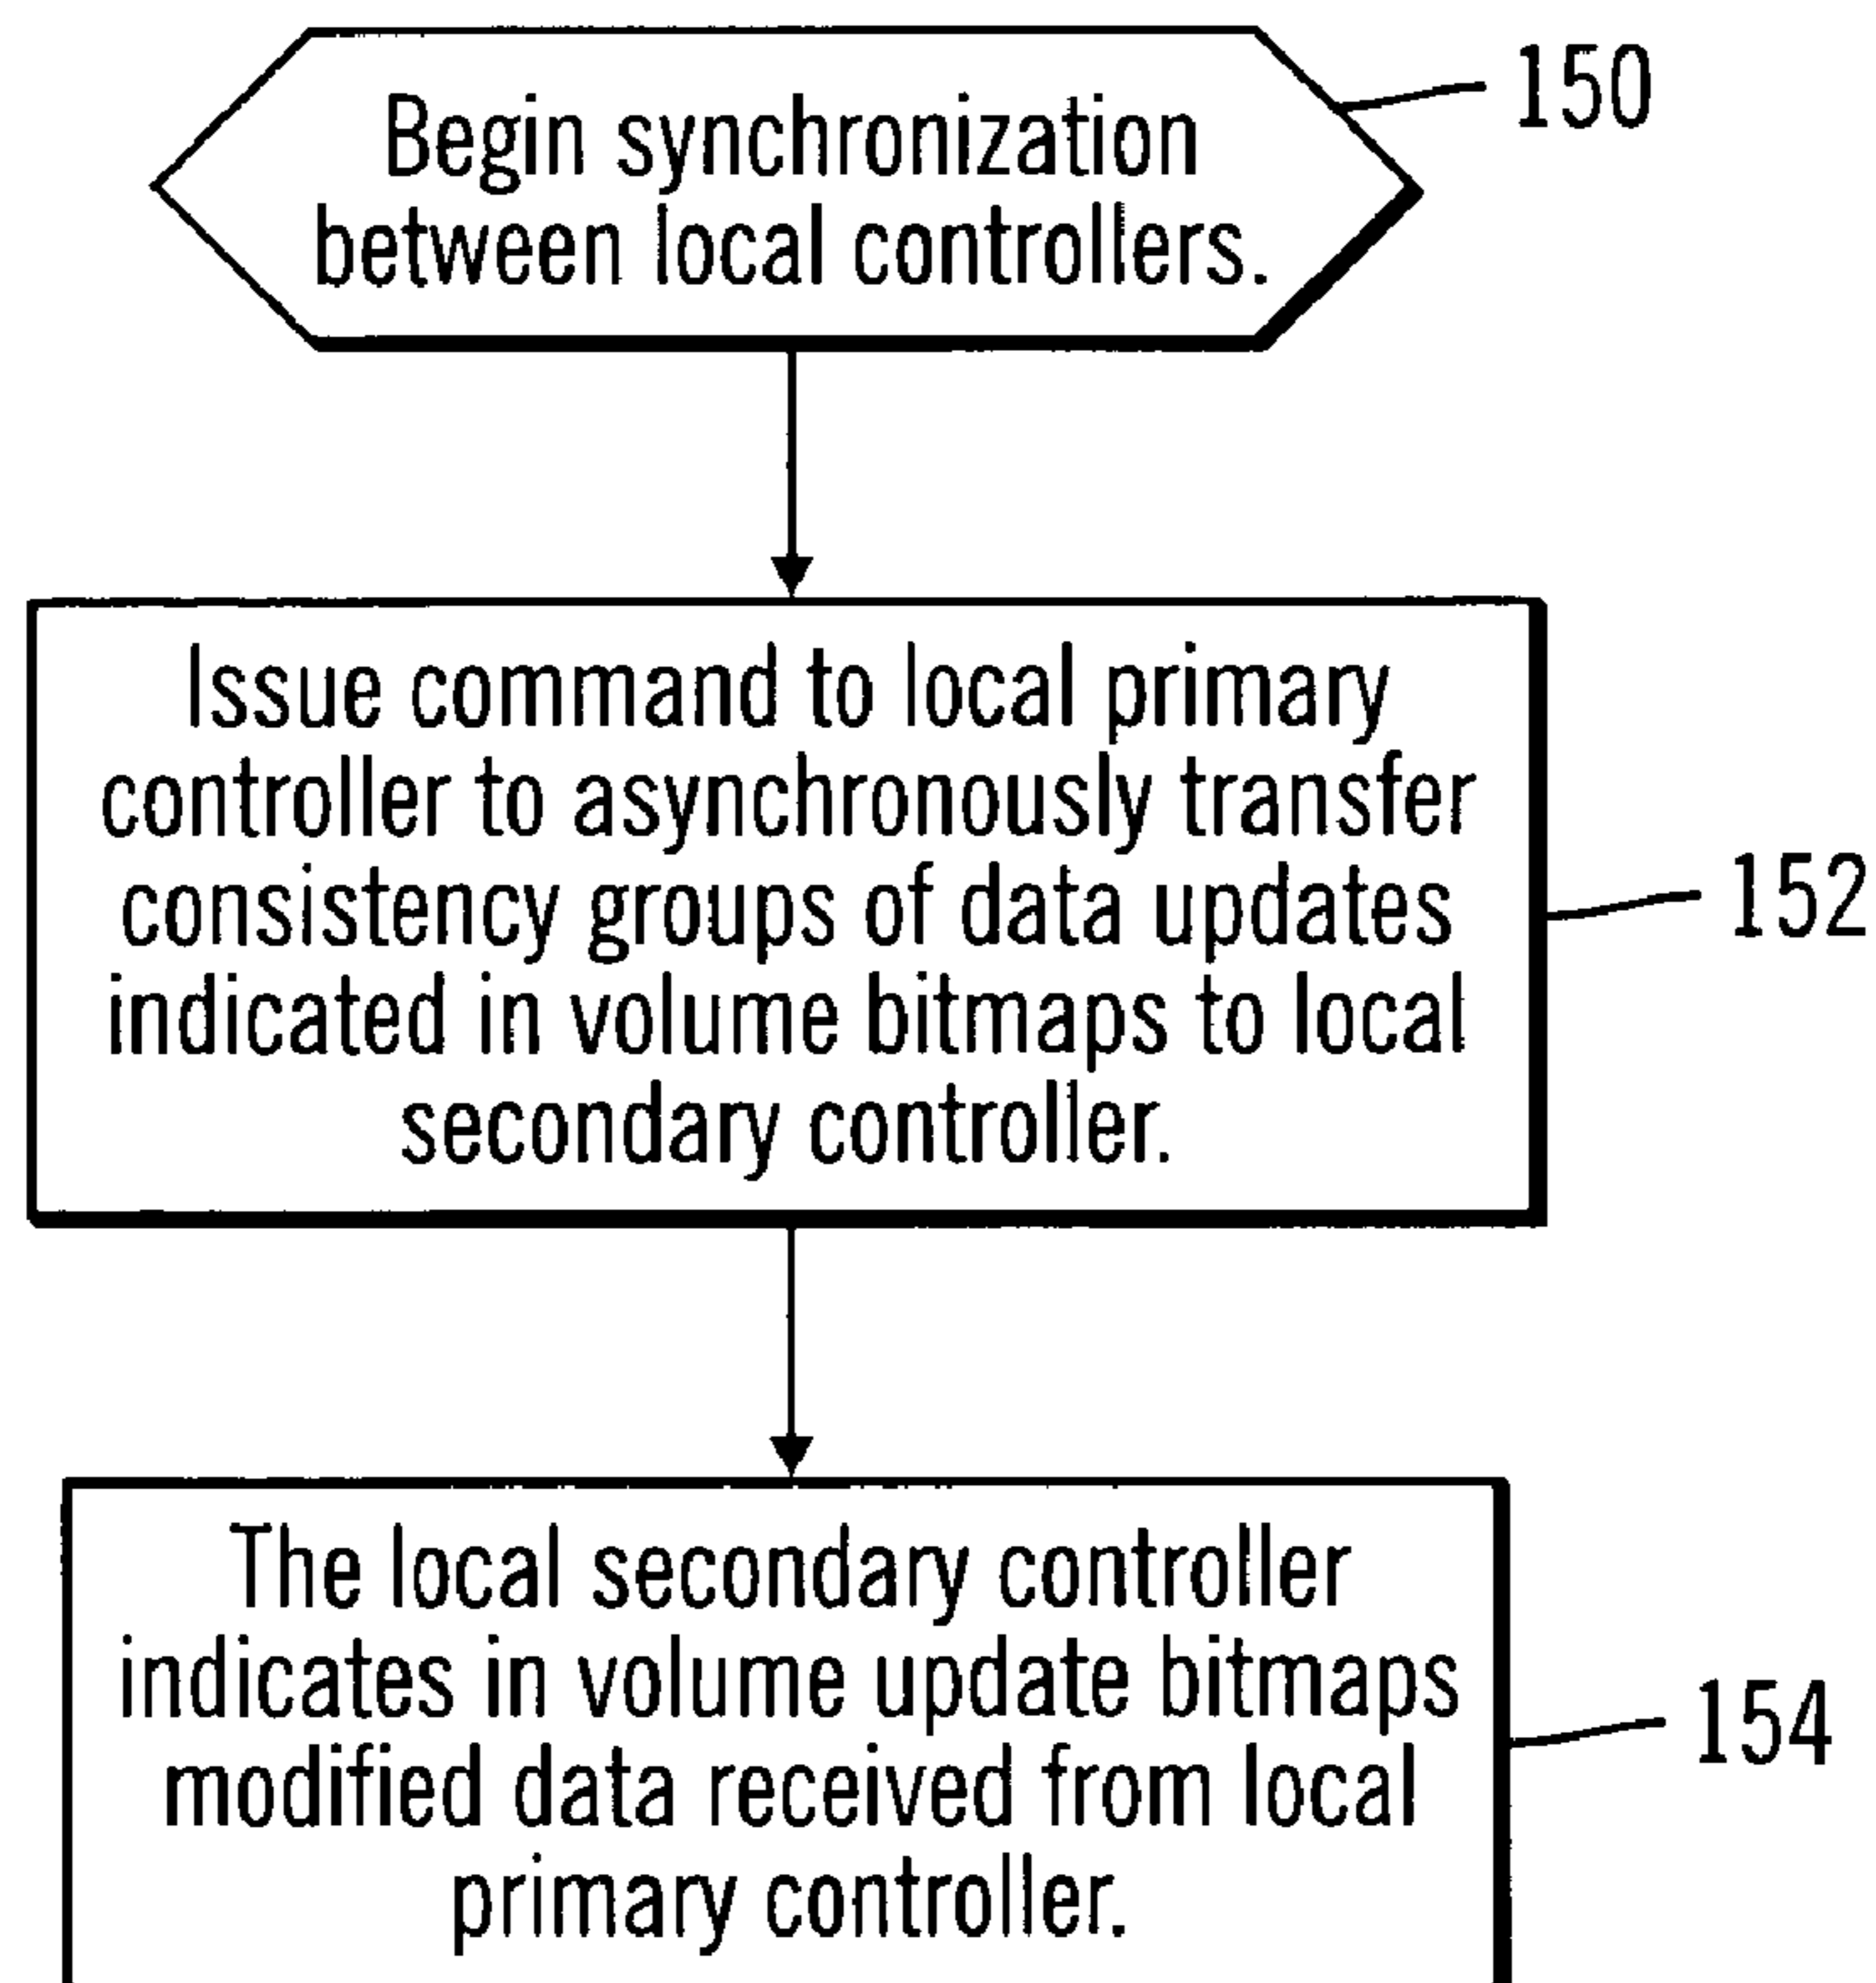 Begin synchronization
between local controllers.
150
Issue command to local primary
controller to asynchronously transfer
consistency groups of data updates
indicated in volume bitmaps to local
secondary controller.
152
The local secondary controller
indicates in volume update bitmaps
modified data received from local
primary controller.
154